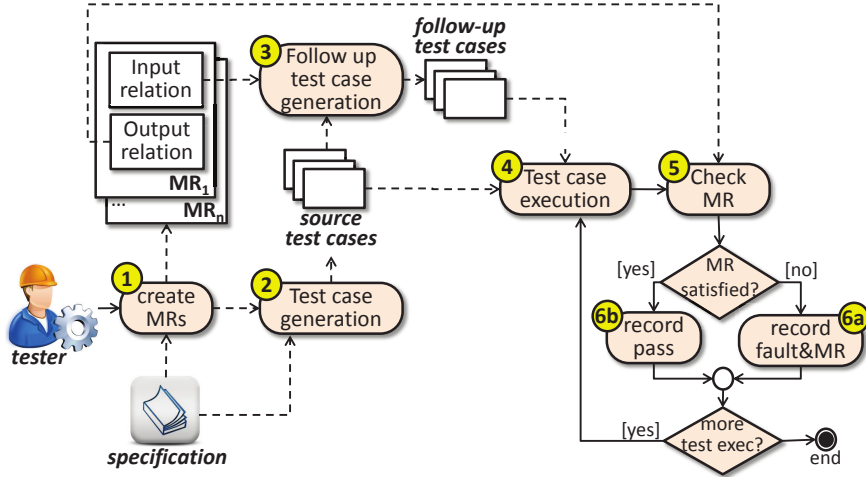 follow-up
test cases
3
Follow up
test case
generation
Input
relation
Output
relation
MR1
...
MRn
source
test cases
4
Test case
execution
5
Check
MR
1
create
MRs
2
Test case
generation
tester
specification
[yes]
MR
satisfied?
[no]
6b
record
pass
6a
record
fault&MR
[yes]
more
test exec?
end